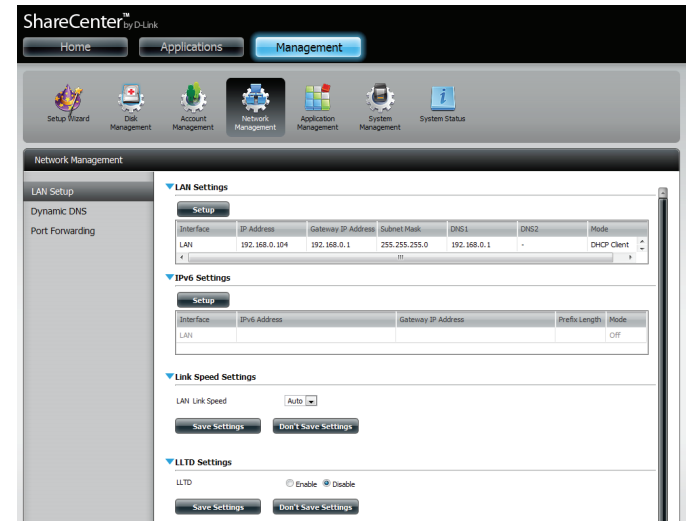 ShareCenter™ by D-Link
Home Applications Management
Setup Wizard Disk Management Account Management Network Management Application Management System Management System Status
Network Management
LAN Setup
Dynamic DNS
Port Forwarding
LAN Settings
Setup
Interface IP Address Gateway IP Address Subnet Mask DNS1 DNS2 Mode
LAN 192.168.0.104 192.168.0.1 255.255.255.0 192.168.0.1 - DHCP Client
IPv6 Settings
Setup
Interface IPv6 Address Gateway IP Address Prefix Length Mode
LAN Off
Link Speed Settings
LAN Link Speed Auto
Save Settings Don't Save Settings
LLTD Settings
LLTD Enable Disable
Save Settings Don't Save Settings